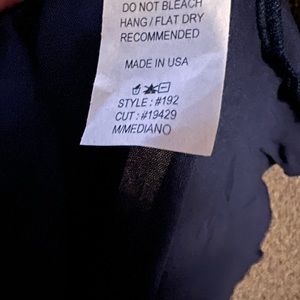 DO NOT BLEACH
HANG / FLAT DRY
RECOMMENDED
MADE IN USA
STYLE : #192
CUT : #19429
M/MEDIANO